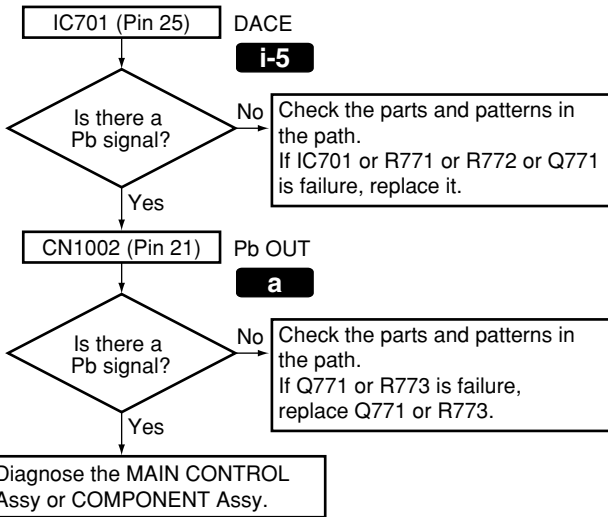 IC701 (Pin 25) DACE
i-5
Is there a
Pb signal?
No
Check the parts and patterns in
the path.
If IC701 or R771 or R772 or Q771
is failure, replace it.
Yes
CN1002 (Pin 21) Pb OUT
a
Is there a
Pb signal?
No
Check the parts and patterns in
the path.
If Q771 or R773 is failure,
replace Q771 or R773.
Yes
Diagnose the MAIN CONTROL
Assy or COMPONENT Assy.